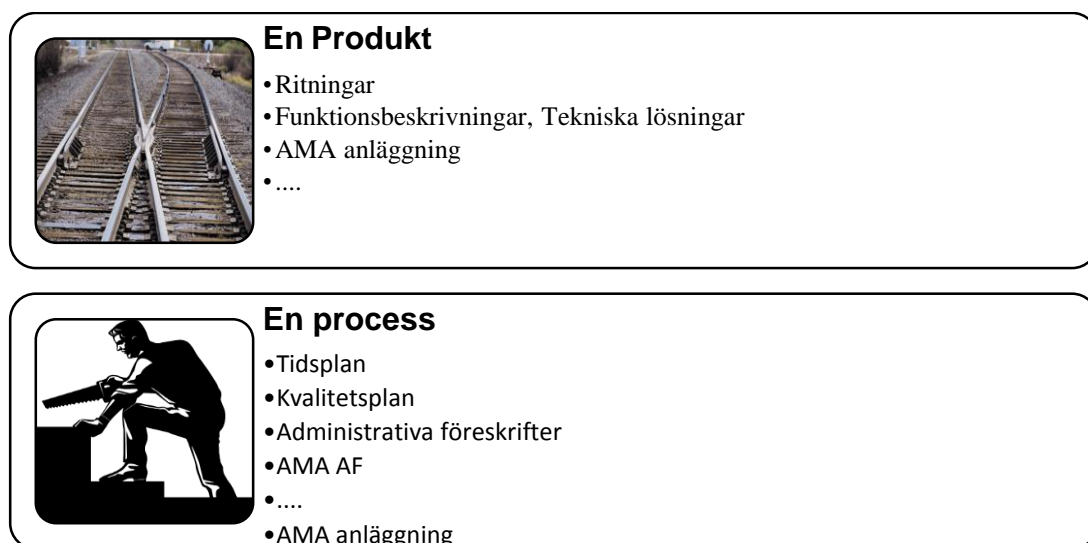 En Produkt
•Ritningar
•Funktionsbeskrivningar, Tekniska lösningar
•AMA anläggning
•....
En process
•Tidsplan
•Kvalitetsplan
•Administrativa föreskrifter
•AMA AF
•....
•AMA anläggning